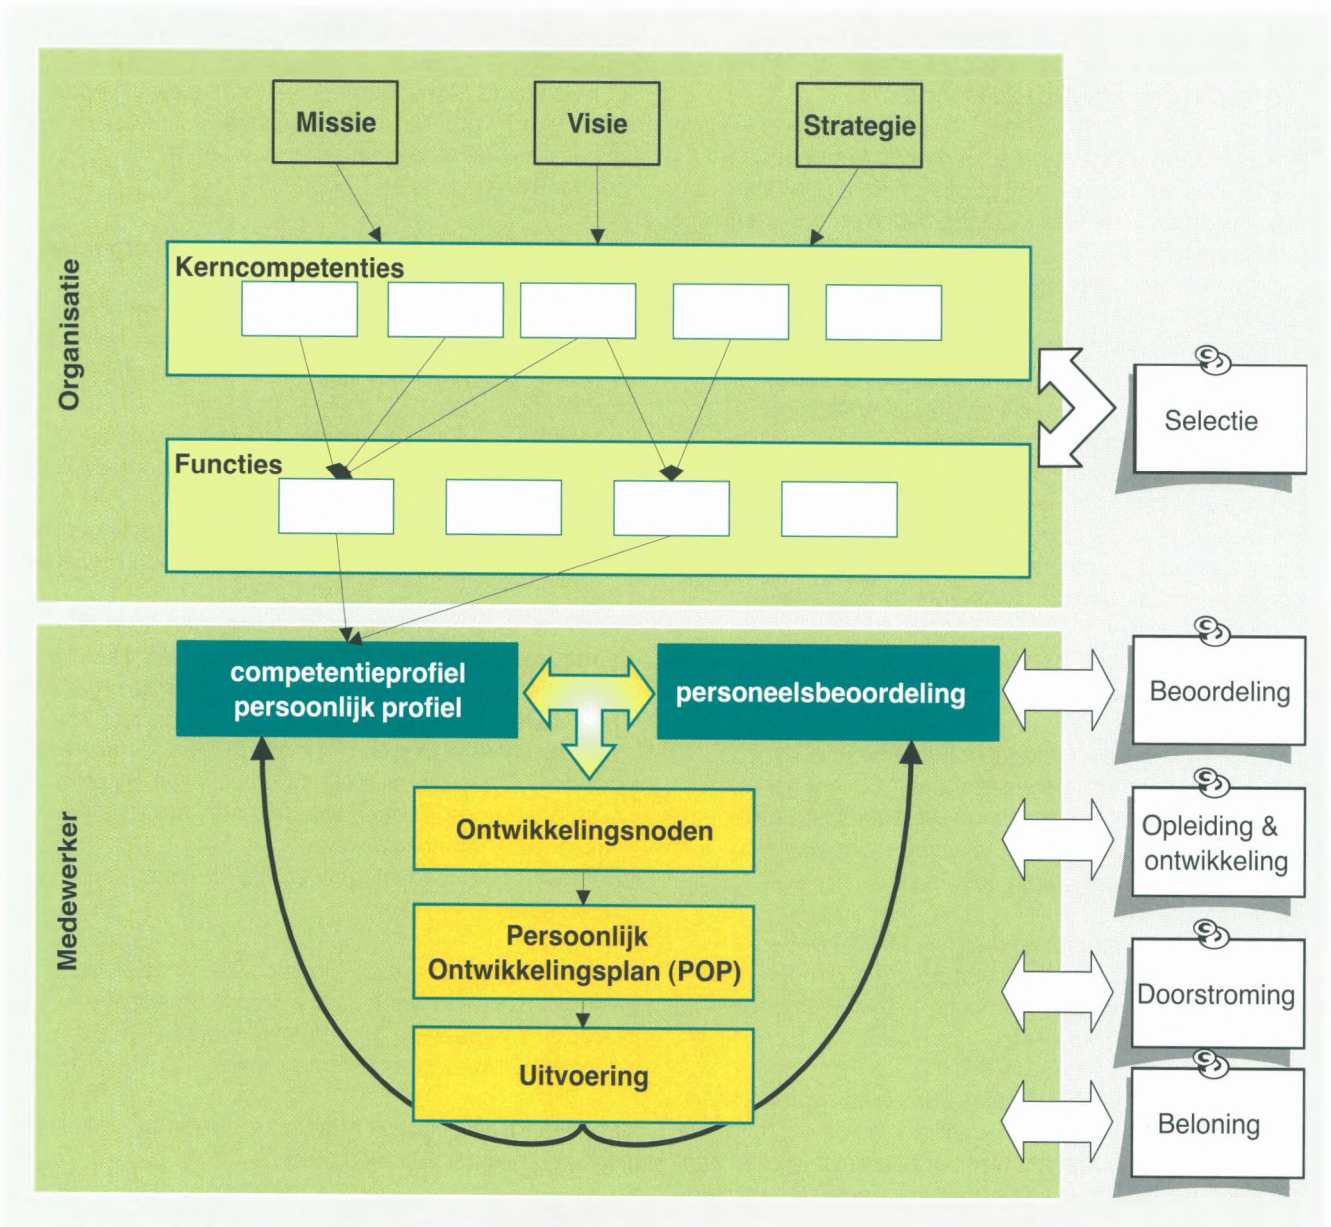 Organisatie
Missie
Visie
Strategie
Kerncompetenties
Functies
Selectie
Medewerker
competentieprofiel
persoonlijk profiel
personeelsbeoordeling
Beoordeling
Ontwikkelingsnoden
Opleiding &
ontwikkeling
Persoonlijk
Ontwikkelingsplan (POP)
Doorstroming
Uitvoering
Beloning